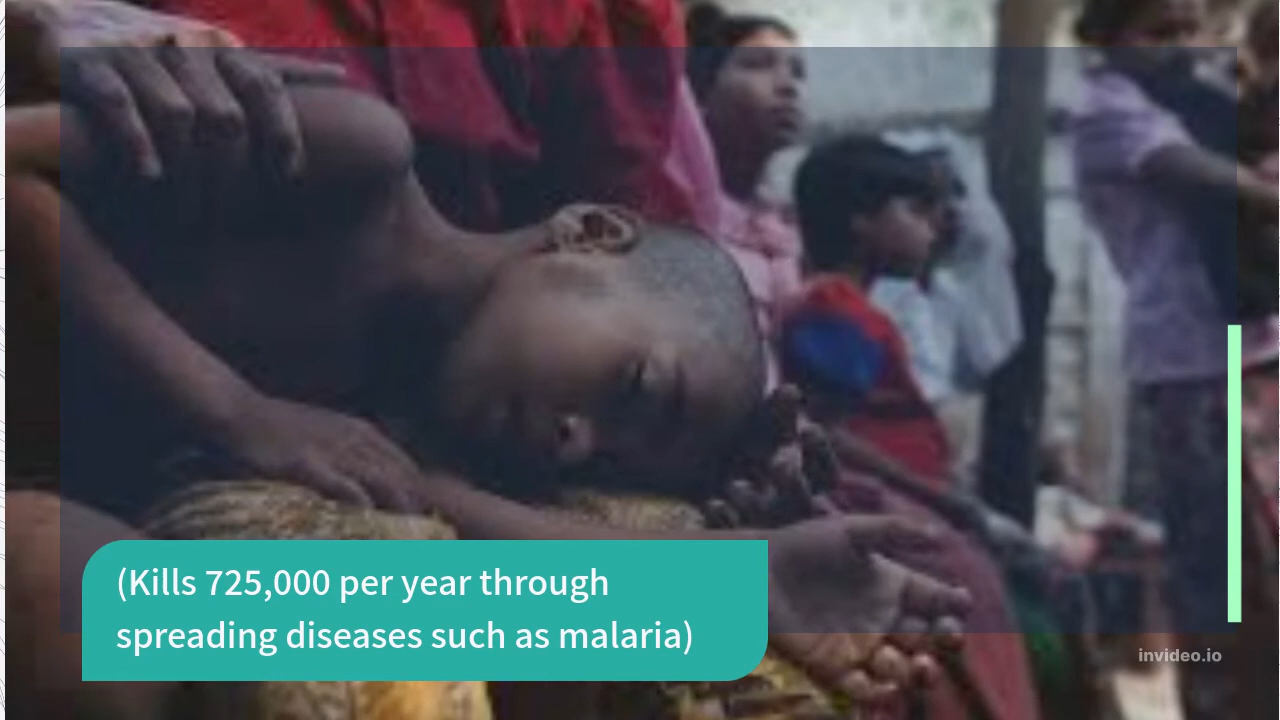 (Kills 725,000 per year through
spreading diseases such as malaria)
invideo.io